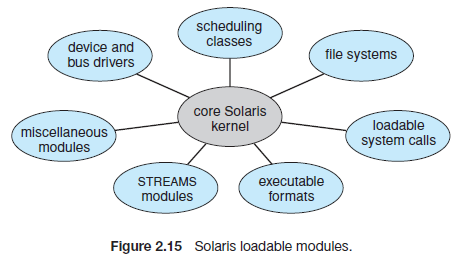 scheduling
classes
device and
bus drivers
file systems
core Solaris
kernel
miscellaneous
modules
loadable
system calls
STREAMS
modules
executable
formats
Figure 2.15 Solaris loadable modules.